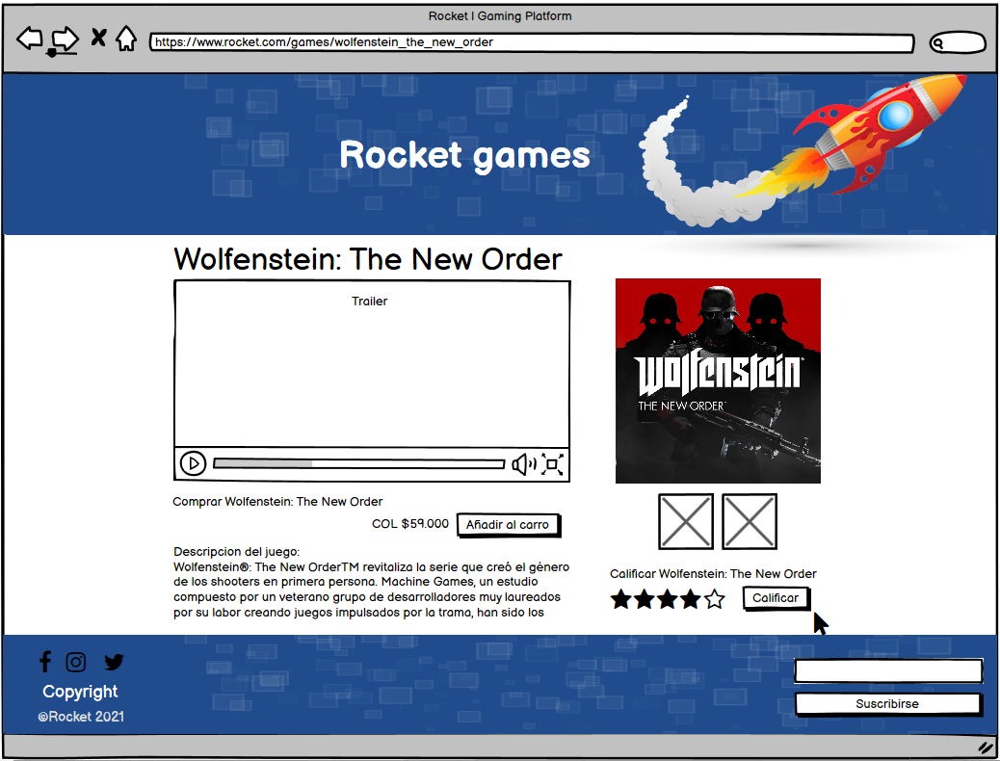 Rocket | Gaming Platform
https://www.rocket.com/games/wolfenstein_the_new_order
Rocket games
Wolfenstein: The New Order
Trailer
wolfenstein
THE NEW ORDER
Comprar Wolfenstein: The New Order
COL $59.000
Añadir al carro
Descripcion del juego:
Wolfenstein®: The New OrderTM revitaliza la serie que creó el género
de los shooters en primera persona. Machine Games, un estudio
compuesto por un veterano grupo de desarrolladores muy laureados
por su labor creando juegos impulsados por la trama, han sido los
Calificar Wolfenstein: The New Order
Calificar
Copyright
©Rocket 2021
Suscribirse